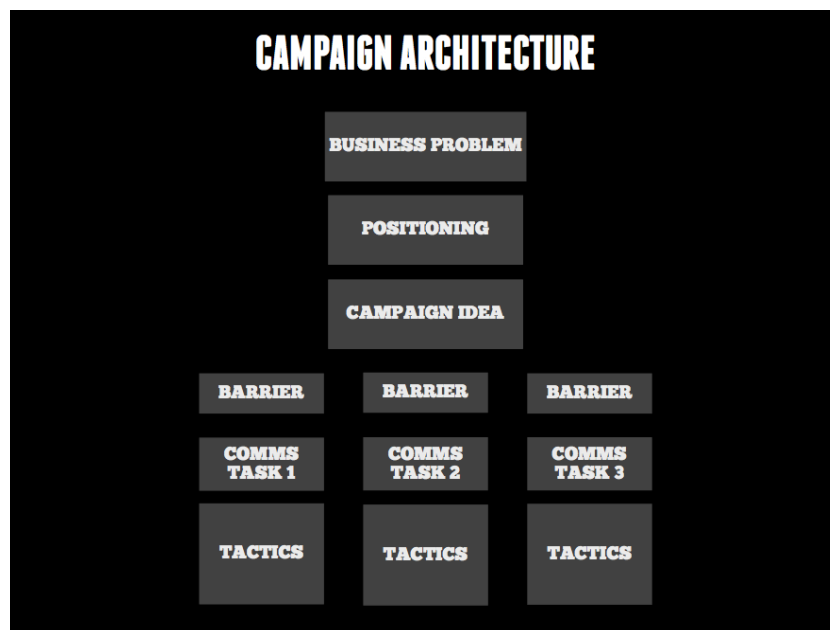 CAMPAIGN ARCHITECTURE
BUSINESS PROBLEM
POSITIONING
CAMPAIGN IDEA
BARRIER
BARRIER
BARRIER
COMMS
TASK 1
COMMS
TASK 2
COMMS
TASK 3
TACTICS
TACTICS
TACTICS